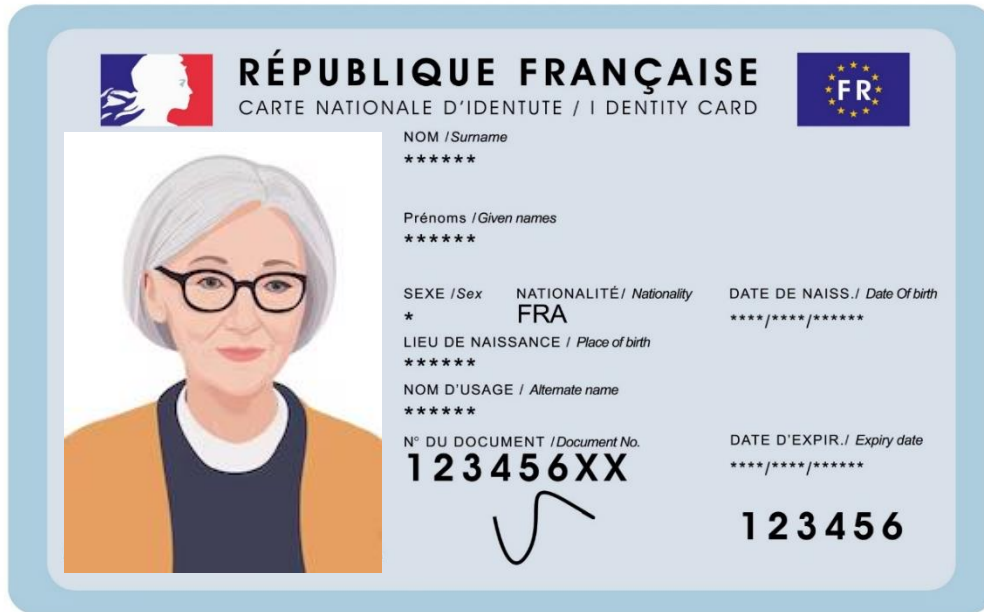 RÉPUBLIQUE FRANÇAISE
CARTE NATIONALE D'IDENTUTE / I DENTITY CARD
FR
NOM /Surname
******
Prénoms /Given names
******
SEXE /Sex NATIONALITÉ/ Nationality DATE DE NAISS./ Date Of birth
* FRA ****/****/******
LIEU DE NAISSANCE / Place of birth
******
NOM D'USAGE / Alternate name
******
N° DU DOCUMENT /Document No. DATE D'EXPIR./ Expiry date
123456XX ****/****/******
123456